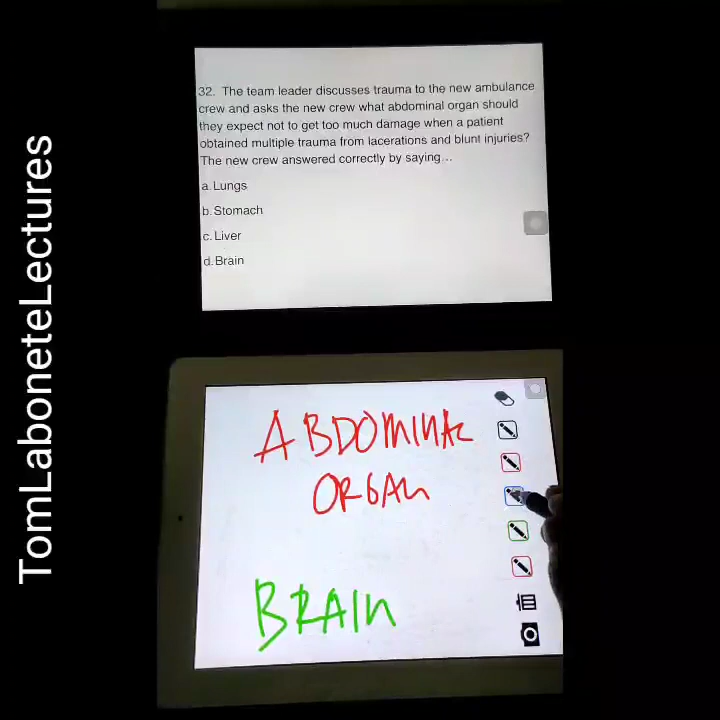 TomLaboneteLectures
32. The team leader discusses trauma to the new ambulance
crew and asks the new crew what abdominal organ should
they expect not to get too much damage when a patient
obtained multiple trauma from lacerations and blunt injuries?
The new crew answered correctly by saying...
a. Lungs
b. Stomach
c. Liver
d. Brain
ABDOMINAL
ORGAN
BRAIN